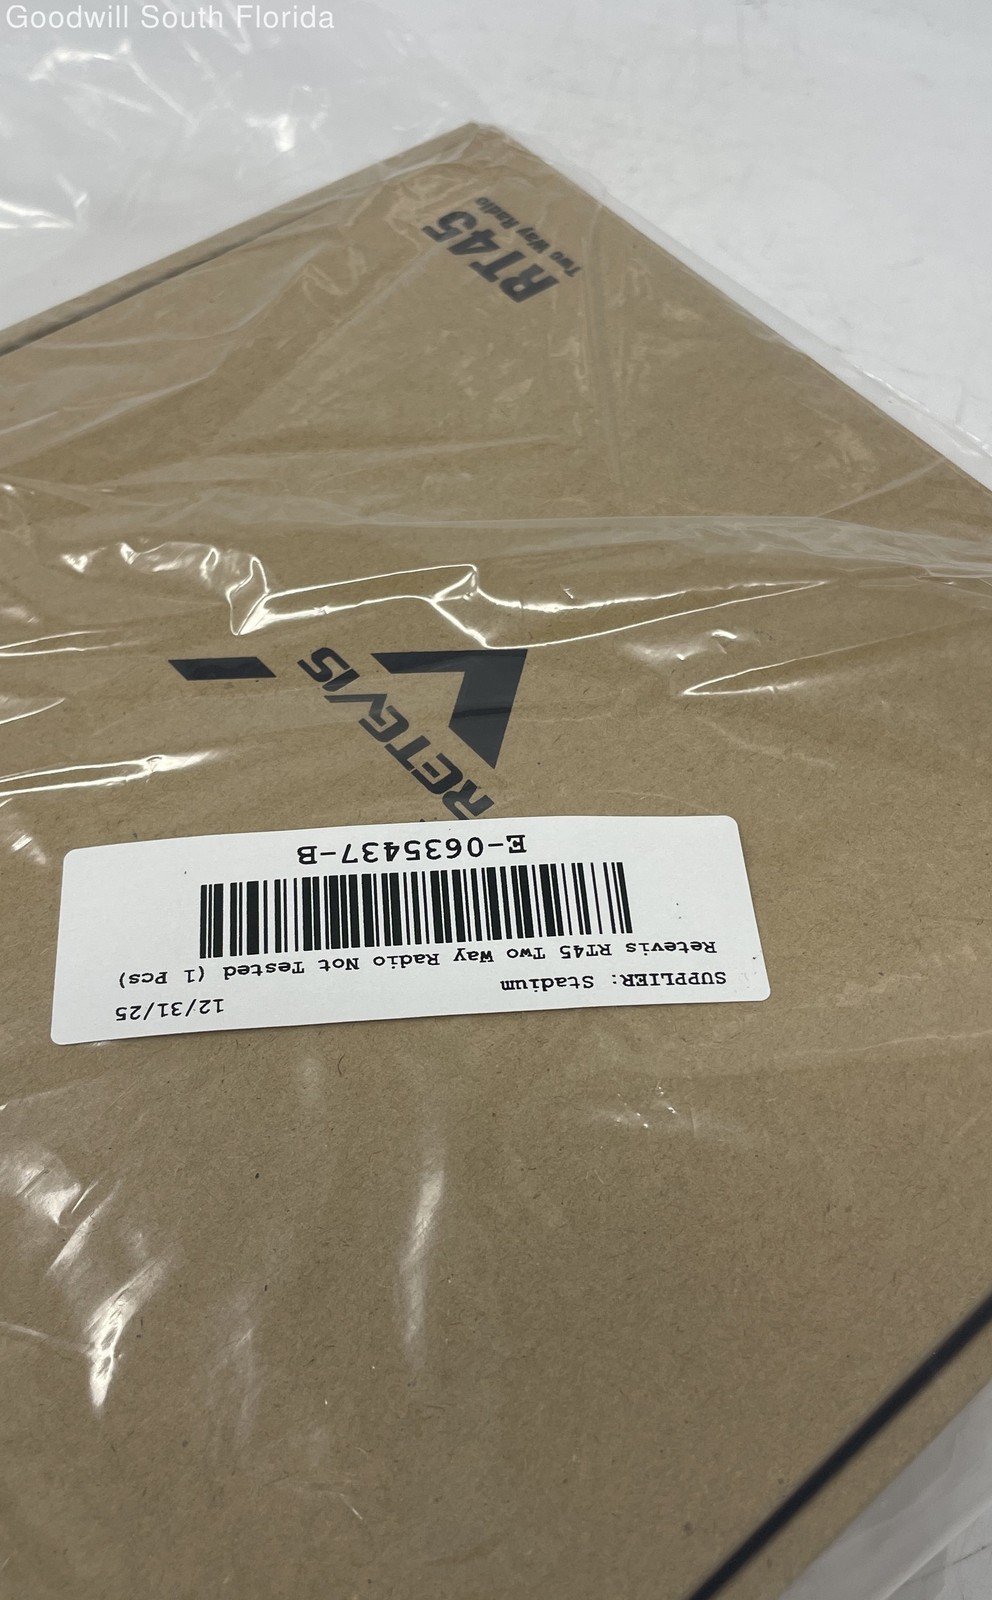 Goodwill South Florida
RT45
Two Way Radio
RETEVIS
SUPPLIER: Stadium
12/31/25
Retevis RT45 Two Way Radio Not Tested (1 Pcs)
E-0635437-B